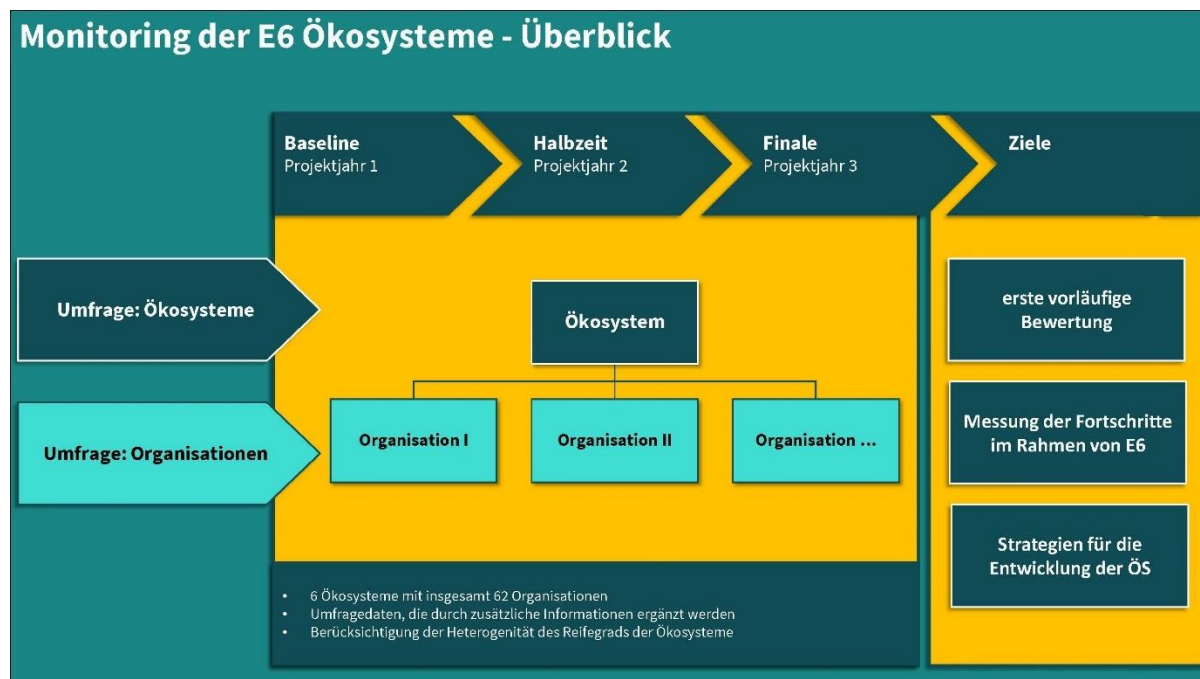 Monitoring der E6 Ökosysteme - Überblick
Baseline
Projektjahr 1
Halbzeit
Projektjahr 2
Finale
Projektjahr 3
Ziele
Umfrage: Ökosysteme
Umfrage: Organisationen
Ökosystem
Organisation I
Organisation II
Organisation ...
erste vorläufige
Bewertung
Messung der Fortschritte
im Rahmen von E6
Strategien für die
Entwicklung der ÖS
• 6 Ökosysteme mit insgesamt 62 Organisationen
• Umfragedaten, die durch zusätzliche Informationen ergänzt werden
• Berücksichtigung der Heterogenität des Reifegrads der Ökosysteme